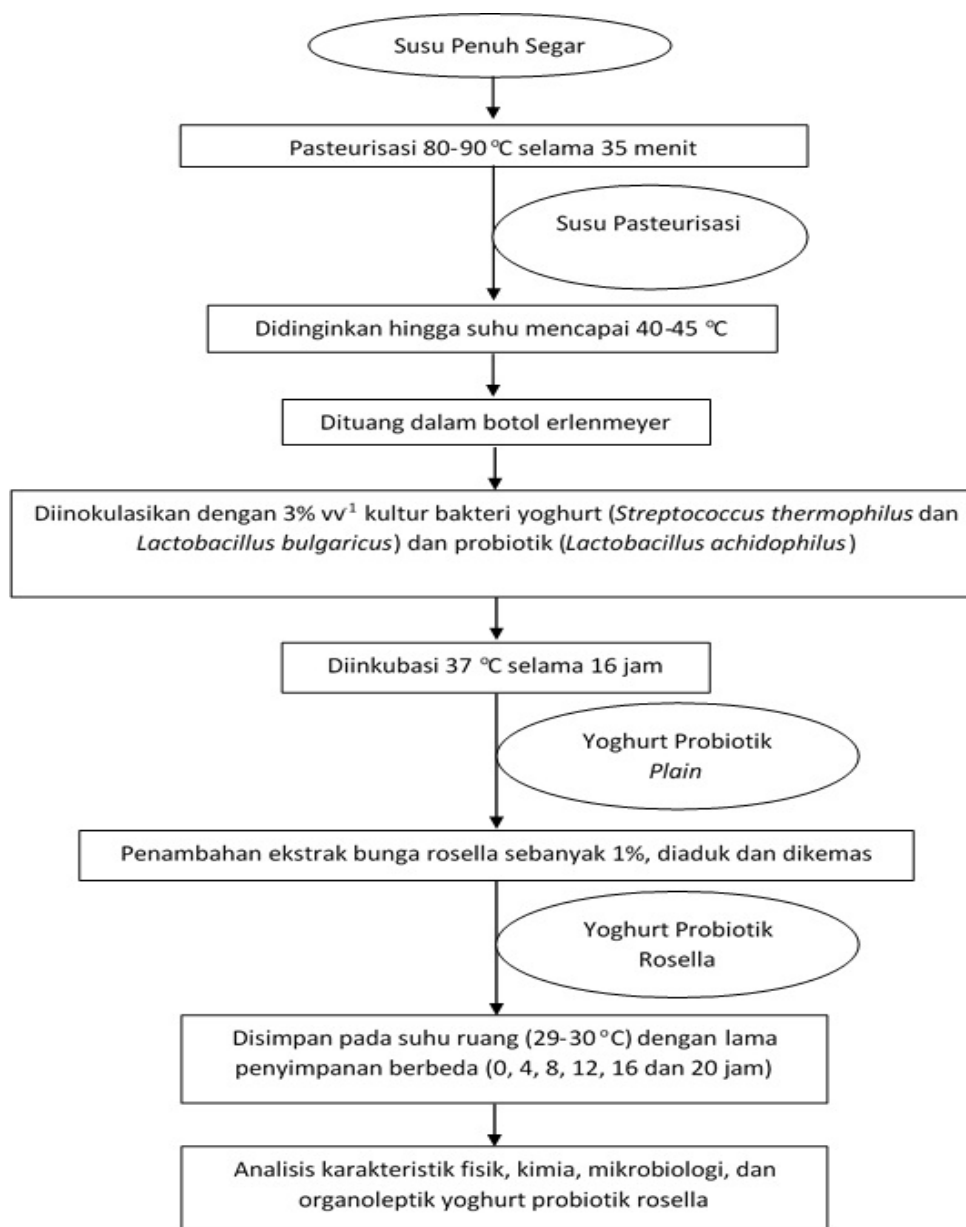 Susu Penuh Segar
Pasteurisasi 80-90 °C selama 35 menit
Susu Pasteurisasi
Didinginkan hingga suhu mencapai 40-45 °C
Dituang dalam botol erlenmeyer
Diinokulasikan dengan 3% vv⁻¹ kultur bakteri yoghurt (Streptococcus thermophilus dan
Lactobacillus bulgaricus) dan probiotik (Lactobacillus achidophilus)
Diinkubasi 37 °C selama 16 jam
Yoghurt Probiotik
Plain
Penambahan ekstrak bunga rosella sebanyak 1%, diaduk dan dikemas
Yoghurt Probiotik
Rosella
Disimpan pada suhu ruang (29-30 °C) dengan lama
penyimpanan berbeda (0, 4, 8, 12, 16 dan 20 jam)
Analisis karakteristik fisik, kimia, mikrobiologi, dan
organoleptik yoghurt probiotik rosella